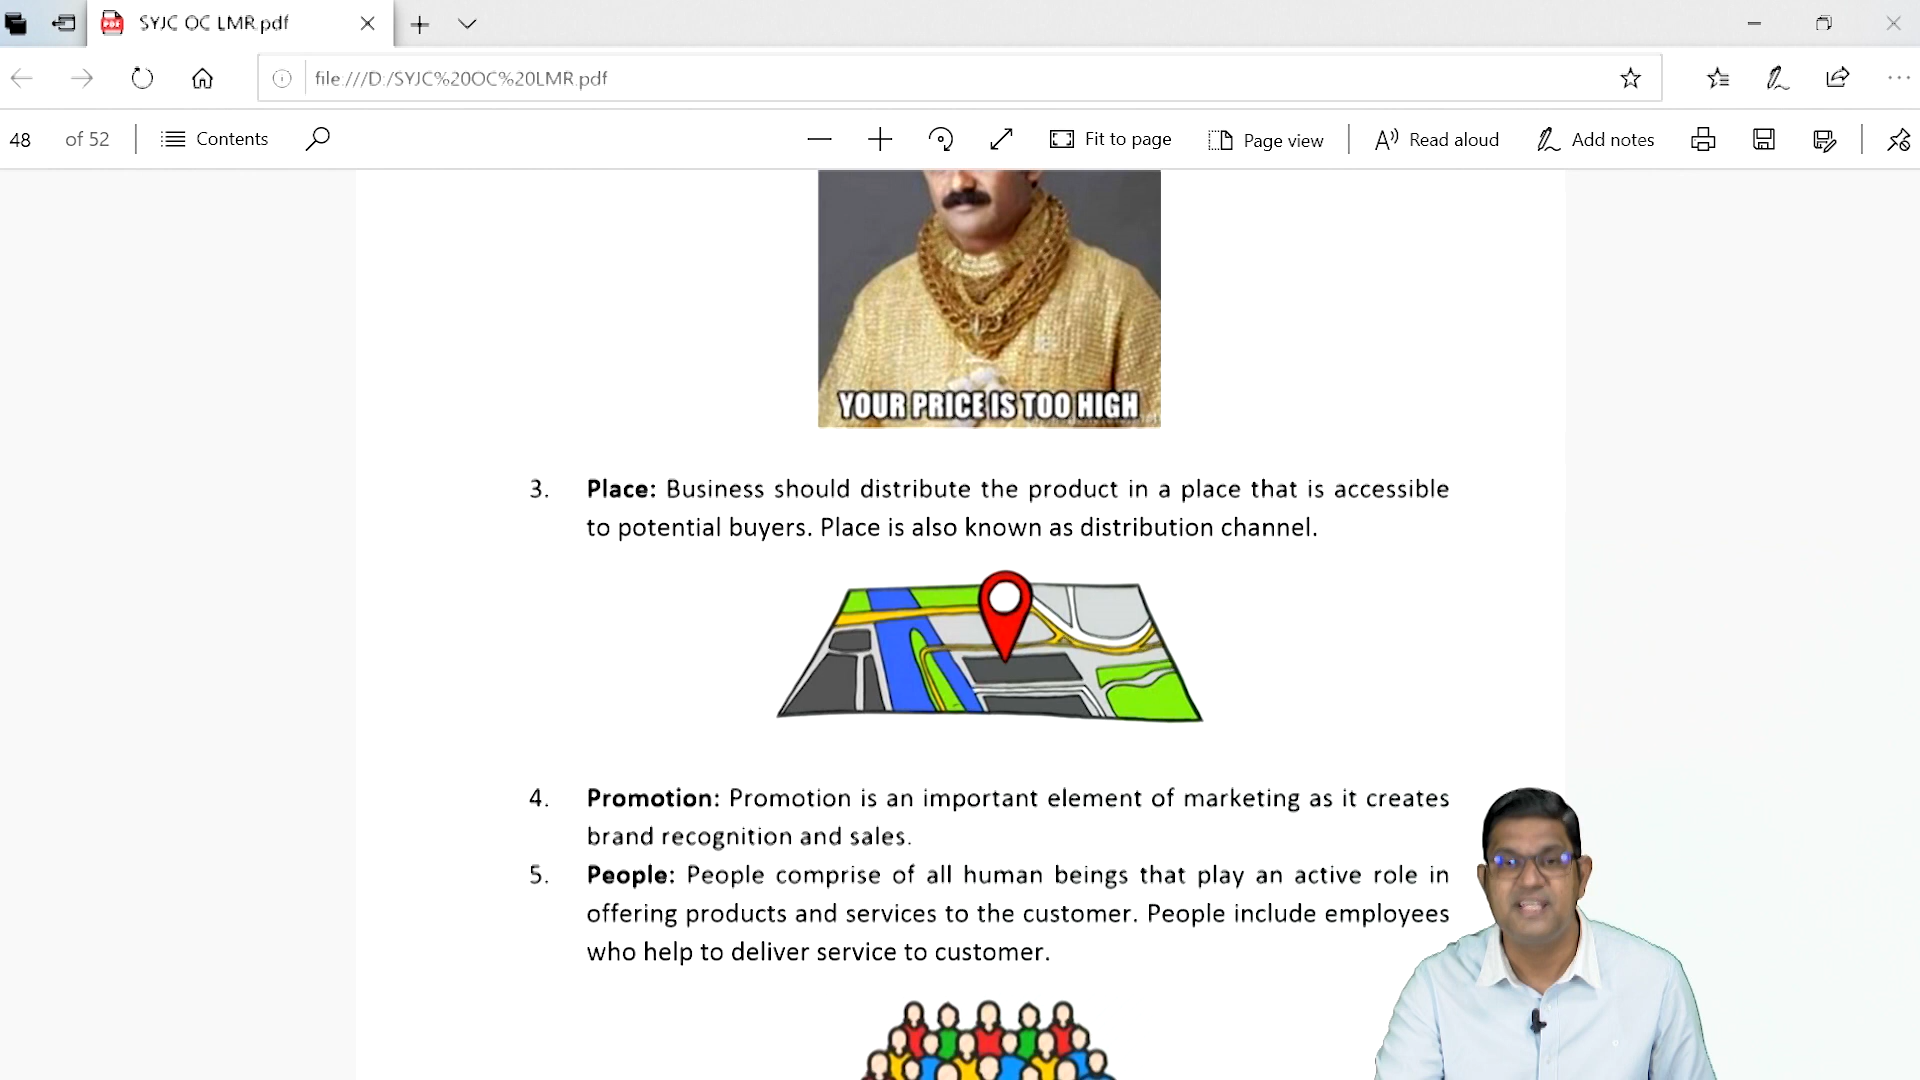 SYJC OC LMR.pdf
file:///D:/SYJC%20OC%20LMR.pdf
48 of 52 Contents Fit to page Page view Read aloud Add notes
YOUR PRICE IS TOO HIGH
3. Place: Business should distribute the product in a place that is accessible
to potential buyers. Place is also known as distribution channel.
4. Promotion: Promotion is an important element of marketing as it creates
brand recognition and sales.
5. People: People comprise of all human beings that play an active role in
offering products and services to the customer. People include employees
who help to deliver service to customer.